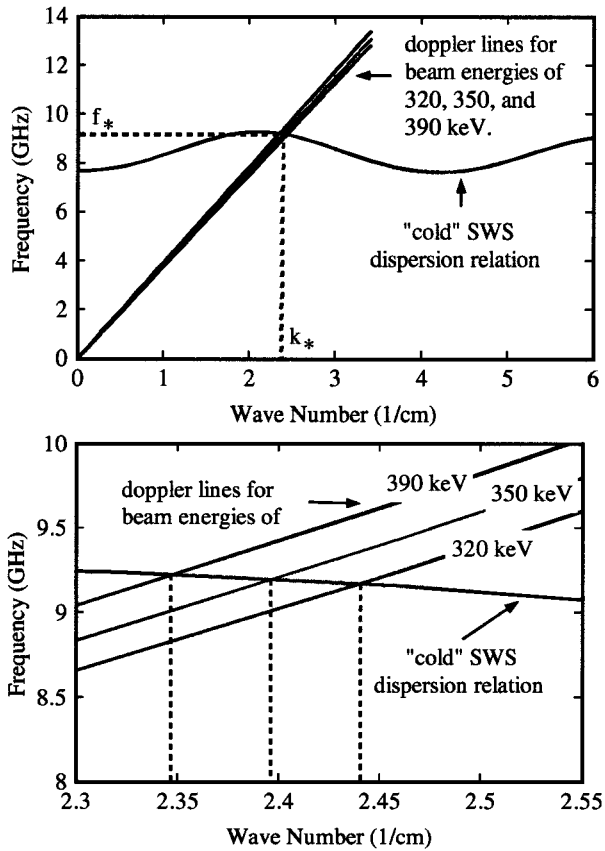 14
12
10
8
6
4
2
0
Frequency (GHz)
f*
k*
doppler lines for
beam energies of
320, 350, and
390 keV.
"cold" SWS
dispersion relation
0 1 2 3 4 5 6
Wave Number (1/cm)
10
9.5
9
8.5
8
Frequency (GHz)
doppler lines for
beam energies of
390 keV
350 keV
320 keV
"cold" SWS
dispersion relation
2.3 2.35 2.4 2.45 2.5 2.55
Wave Number (1/cm)